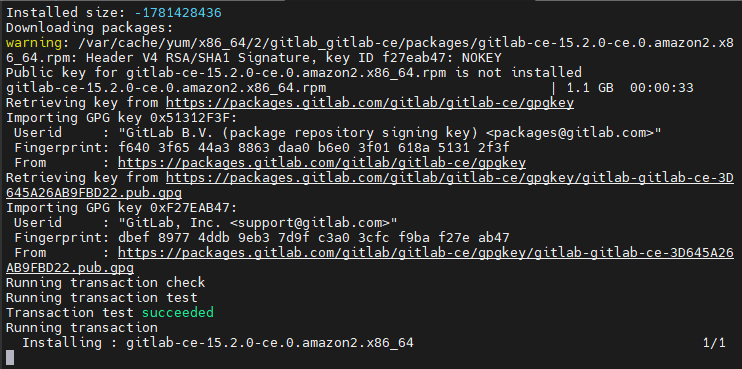 Installed size: -1781428436
Downloading packages:
warning: /var/cache/yum/x86_64/2/gitlab_gitlab-ce/packages/gitlab-ce-15.2.0-ce.0.amazon2.x8
6_64.rpm: Header V4 RSA/SHA1 Signature, key ID f27eab47: NOKEY
Public key for gitlab-ce-15.2.0-ce.0.amazon2.x86_64.rpm is not installed
gitlab-ce-15.2.0-ce.0.amazon2.x86_64.rpm | 1.1 GB 00:00:33
Retrieving key from https://packages.gitlab.com/gitlab/gitlab-ce/gpgkey
Importing GPG key 0x51312F3F:
Userid : "GitLab B.V. (package repository signing key) <packages@gitlab.com>"
Fingerprint: f640 3f65 44a3 8863 daa0 b6e0 3f01 618a 5131 2f3f
From : https://packages.gitlab.com/gitlab/gitlab-ce/gpgkey
Retrieving key from https://packages.gitlab.com/gitlab/gitlab-ce/gpgkey/gitlab-gitlab-ce-3D
645A26AB9FBD22.pub.gpg
Importing GPG key 0xF27EAB47:
Userid : "GitLab, Inc. <support@gitlab.com>"
Fingerprint: dbef 8977 4ddb 9eb3 7d9f c3a0 3cfc f9ba f27e ab47
From : https://packages.gitlab.com/gitlab/gitlab-ce/gpgkey/gitlab-gitlab-ce-3D645A26
AB9FBD22.pub.gpg
Running transaction check
Running transaction test
Transaction test succeeded
Running transaction
Installing : gitlab-ce-15.2.0-ce.0.amazon2.x86_64 1/1